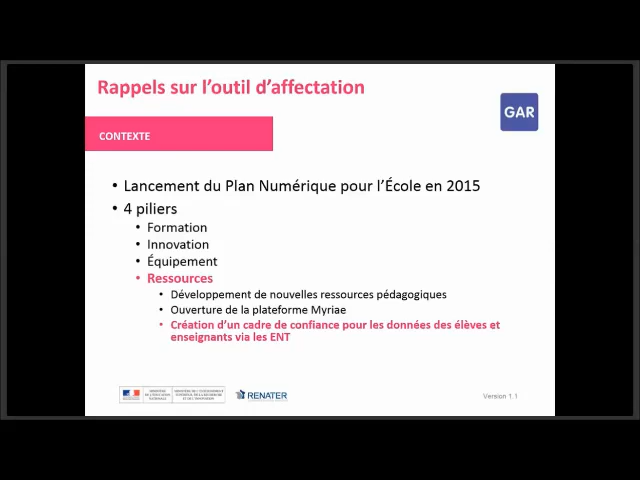 Rappels sur l'outil d'affectation
GAR
CONTEXTE
• Lancement du Plan Numérique pour l'École en 2015
• 4 piliers
• Formation
• Innovation
• Équipement
• Ressources
• Développement de nouvelles ressources pédagogiques
• Ouverture de la plateforme Myriae
• Création d'un cadre de confiance pour les données des élèves et
enseignants via les ENT
RENATER
Version 1.1